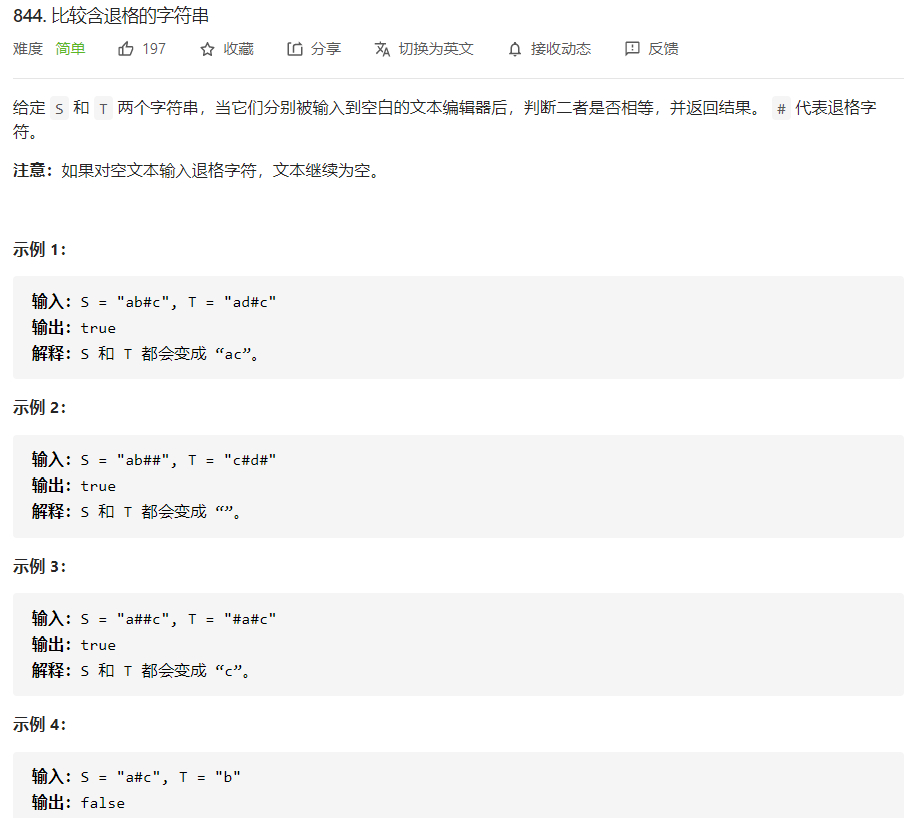 844. 比较含退格的字符串
难度 简单 197 收藏 分享 切换为英文 接收动态 反馈
给定 S 和 T 两个字符串，当它们分别被输入到空白的文本编辑器后，判断二者是否相等，并返回结果。 # 代表退格字
符。
注意：如果对空文本输入退格字符，文本继续为空。
示例 1：
输入：S = "ab#c", T = "ad#c"
输出：true
解释：S 和 T 都会变成 “ac”。
示例 2：
输入：S = "ab##", T = "c#d#"
输出：true
解释：S 和 T 都会变成 “”。
示例 3：
输入：S = "a##c", T = "#a#c"
输出：true
解释：S 和 T 都会变成 “c”。
示例 4：
输入：S = "a#c", T = "b"
输出：false